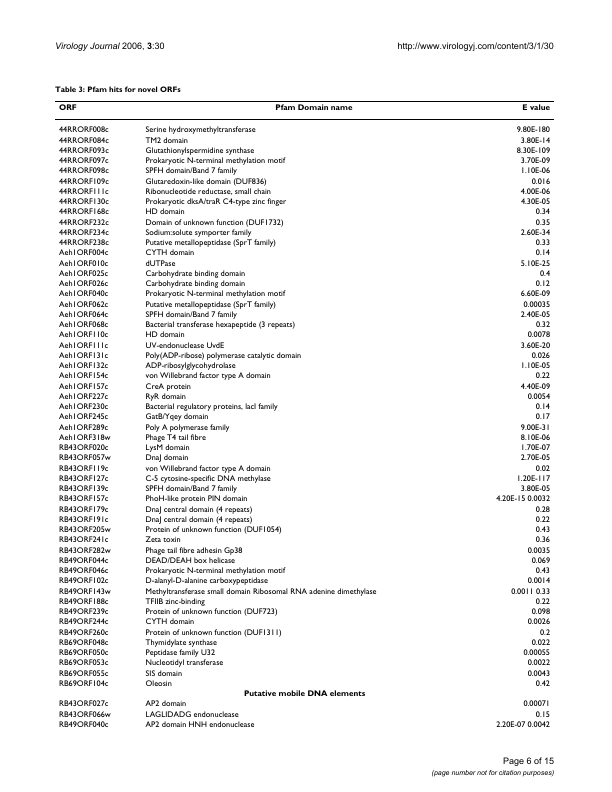 Virology Journal 2006, 3:30 http://www.virologyj.com/content/3/1/30
Table 3: Pfam hits for novel ORFs
ORF Pfam Domain name E value
44RRORF008c Serine hydroxymethyltransferase 9.80E-180
44RRORF084c TM2 domain 3.80E-14
44RRORF093c Glutathionylspermidine synthase 8.30E-109
44RRORF097c Prokaryotic N-terminal methylation motif 3.70E-09
44RRORF098c SPFH domain/Band 7 family 1.10E-06
44RRORF109c Glutaredoxin-like domain (DUF836) 0.016
44RRORF111c Ribonucleotide reductase, small chain 4.00E-06
44RRORF130c Prokaryotic dksA/traR C4-type zinc finger 4.30E-05
44RRORF168c HD domain 0.34
44RRORF232c Domain of unknown function (DUF1732) 0.35
44RRORF234c Sodium:solute symporter family 2.60E-34
44RRORF238c Putative metallopeptidase (SprT family) 0.33
Aeh1ORF004c CYTH domain 0.14
Aeh1ORF010c dUTPase 5.10E-25
Aeh1ORF025c Carbohydrate binding domain 0.4
Aeh1ORF026c Carbohydrate binding domain 0.12
Aeh1ORF040c Prokaryotic N-terminal methylation motif 6.60E-09
Aeh1ORF062c Putative metallopeptidase (SprT family) 0.00035
Aeh1ORF064c SPFH domain/Band 7 family 2.40E-05
Aeh1ORF068c Bacterial transferase hexapeptide (3 repeats) 0.32
Aeh1ORF110c HD domain 0.0078
Aeh1ORF111c UV-endonuclease UvdE 3.60E-20
Aeh1ORF131c Poly(ADP-ribose) polymerase catalytic domain 0.026
Aeh1ORF132c ADP-ribosylglycohydrolase 1.10E-05
Aeh1ORF154c von Willebrand factor type A domain 0.22
Aeh1ORF157c CreA protein 4.40E-09
Aeh1ORF227c RyR domain 0.0054
Aeh1ORF230c Bacterial regulatory proteins, lacI family 0.14
Aeh1ORF245c GatB/Yqey domain 0.17
Aeh1ORF289c Poly A polymerase family 9.00E-31
Aeh1ORF318w Phage T4 tail fibre 8.10E-06
RB43ORF020c LysM domain 1.70E-07
RB43ORF057w DnaJ domain 2.70E-05
RB43ORF119c von Willebrand factor type A domain 0.02
RB43ORF127c C-5 cytosine-specific DNA methylase 1.20E-117
RB43ORF139c SPFH domain/Band 7 family 3.80E-05
RB43ORF157c PhoH-like protein PIN domain 4.20E-15 0.0032
RB43ORF179c DnaJ central domain (4 repeats) 0.28
RB43ORF191c DnaJ central domain (4 repeats) 0.22
RB43ORF205w Protein of unknown function (DUF1054) 0.43
RB43ORF241c Zeta toxin 0.36
RB43ORF282w Phage tail fibre adhesin Gp38 0.0035
RB49ORF044c DEAD/DEAH box helicase 0.069
RB49ORF046c Prokaryotic N-terminal methylation motif 0.43
RB49ORF102c D-alanyl-D-alanine carboxypeptidase 0.0014
RB49ORF143w Methyltransferase small domain Ribosomal RNA adenine dimethylase 0.0011 0.33
RB49ORF188c TFIIB zinc-binding 0.22
RB49ORF239c Protein of unknown function (DUF723) 0.098
RB49ORF244c CYTH domain 0.0026
RB49ORF260c Protein of unknown function (DUF1311) 0.2
RB69ORF048c Thymidylate synthase 0.022
RB69ORF050c Peptidase family U32 0.00055
RB69ORF053c Nucleotidyl transferase 0.0022
RB69ORF055c SIS domain 0.0043
RB69ORF104c Oleosin 0.42
Putative mobile DNA elements
RB43ORF027c AP2 domain 0.00071
RB43ORF066w LAGLIDADG endonuclease 0.15
RB49ORF040c AP2 domain HNH endonuclease 2.20E-07 0.0042
Page 6 of 15
(page number not for citation purposes)